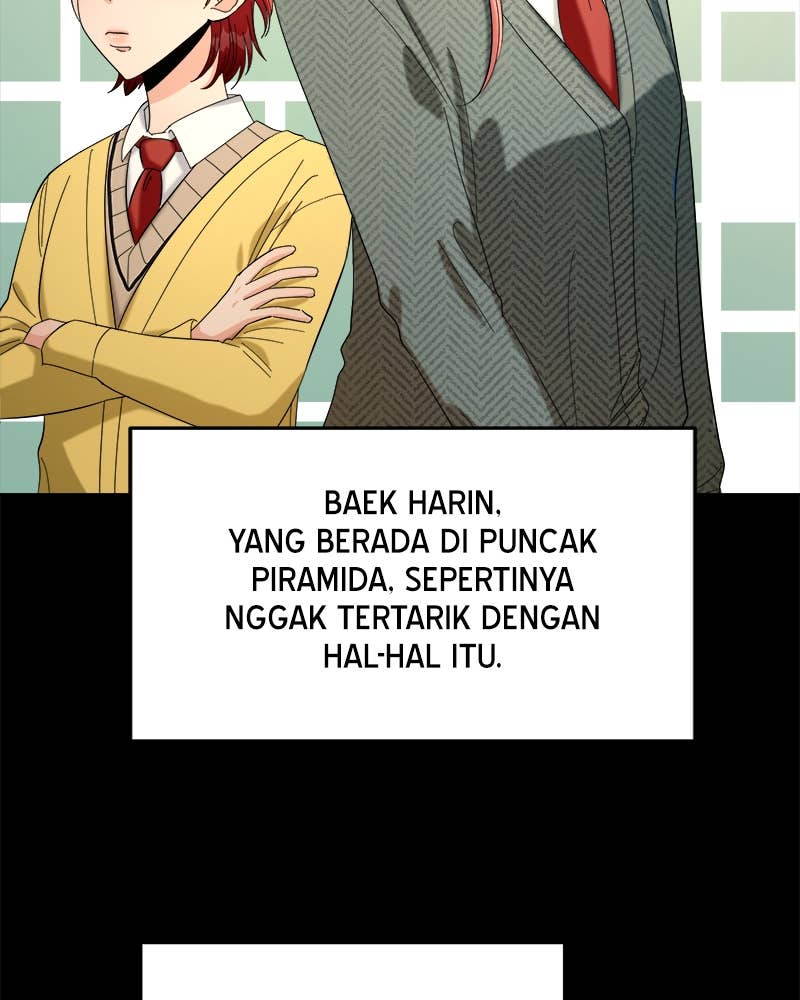 BAEK HARIN,
YANG BERADA DI PUNCAK
PIRAMIDA, SEPERTINYA
NGGAK TERTARIK DENGAN
HAL-HAL ITU.